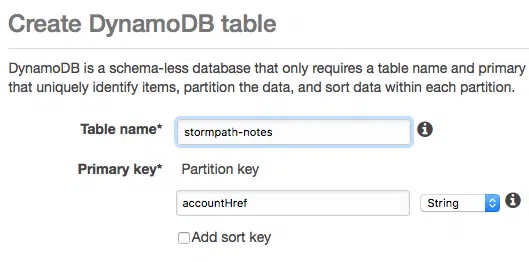 Create DynamoDB table
DynamoDB is a schema-less database that only requires a table name and primary
that uniquely identify items, partition the data, and sort data within each partition.
Table name* stormpath-notes
Primary key* Partition key
accountHref String
Add sort key